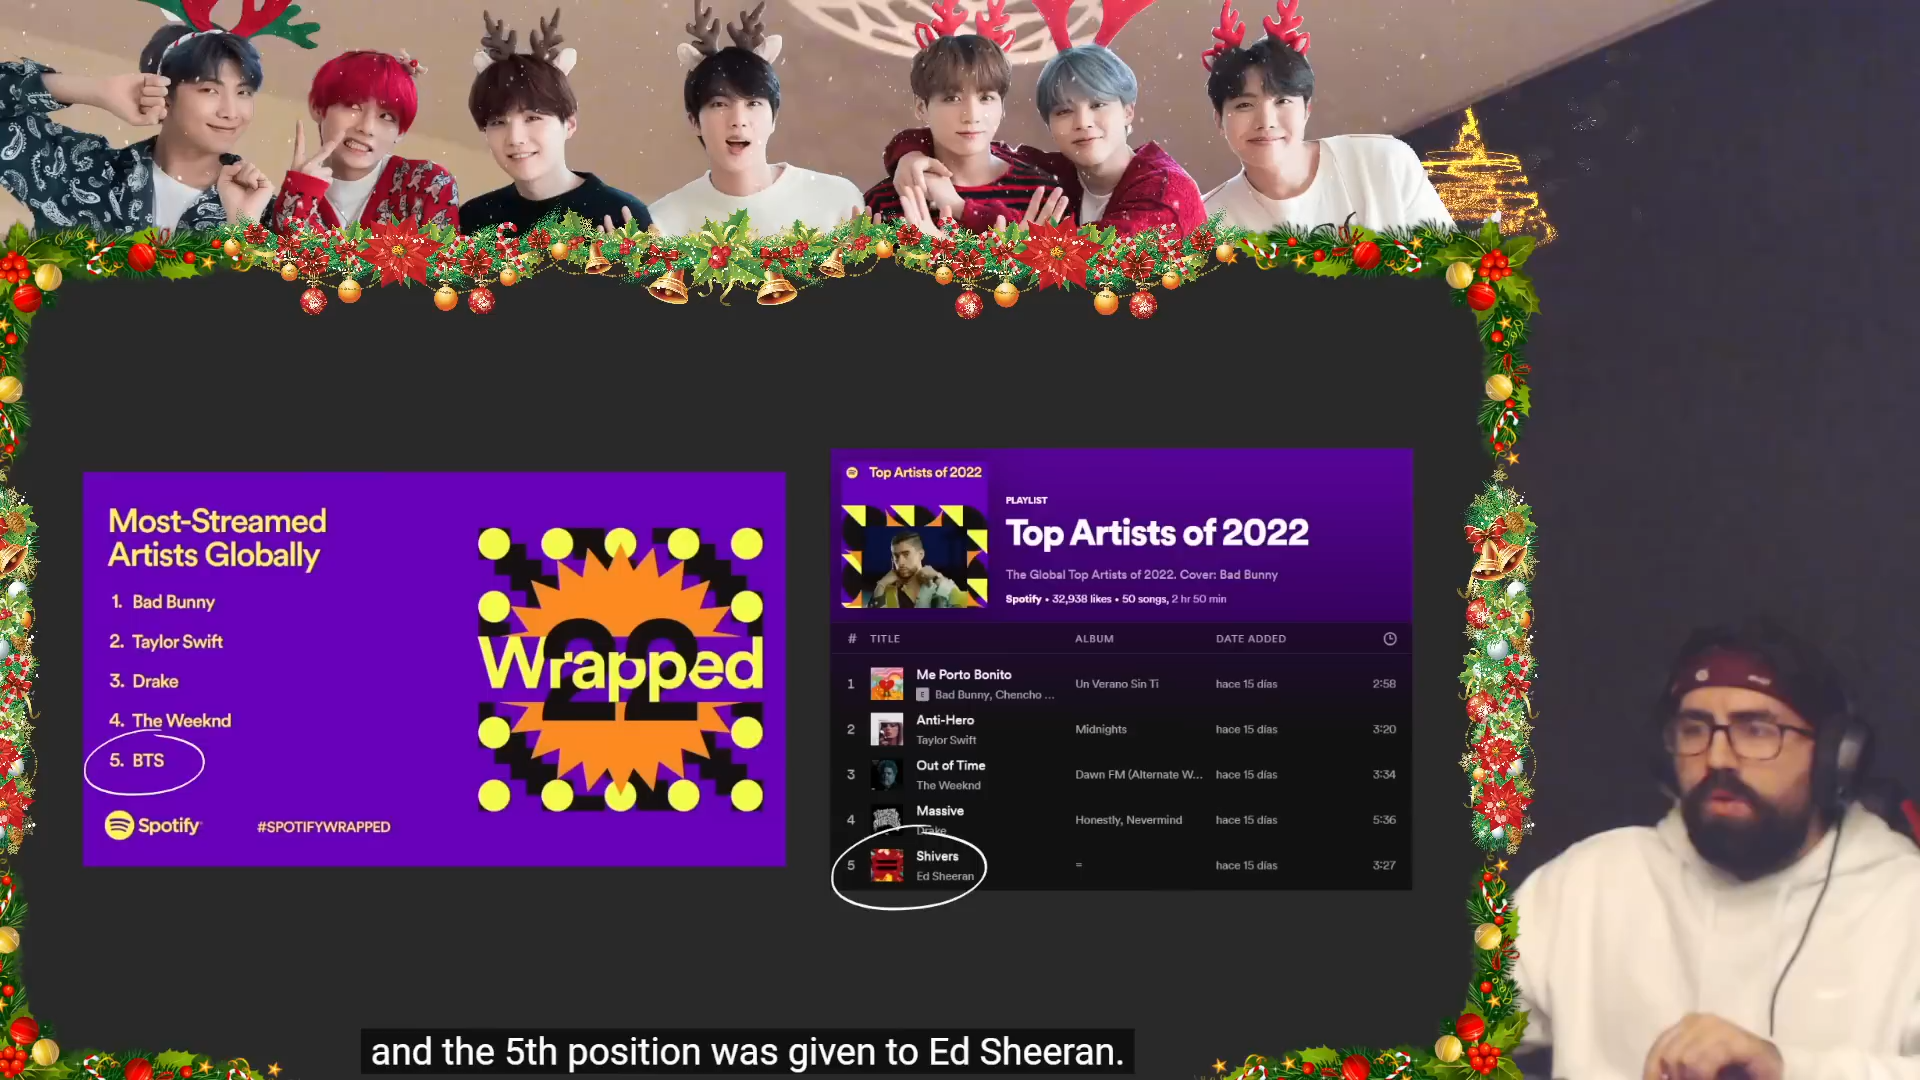 Most-Streamed
Artists Globally
1. Bad Bunny
2. Taylor Swift
3. Drake
4. The Weeknd
5. BTS
Spotify
#SPOTIFYWRAPPED
22
Wrapped
Top Artists of 2022
PLAYLIST
Top Artists of 2022
The Global Top Artists of 2022. Cover: Bad Bunny
Spotify • 32,938 likes • 50 songs, 2 hr 50 min
# TITLE ALBUM DATE ADDED
1 Me Porto Bonito Un Verano Sin Ti hace 15 días 2:58
E Bad Bunny, Chencho ...
2 Anti-Hero Midnights hace 15 días 3:20
Taylor Swift
3 Out of Time Dawn FM (Alternate W... hace 15 días 3:34
The Weeknd
4 Massive Honestly, Nevermind hace 15 días 5:36
Drake
5 Shivers = hace 15 días 3:27
Ed Sheeran
and the 5th position was given to Ed Sheeran.